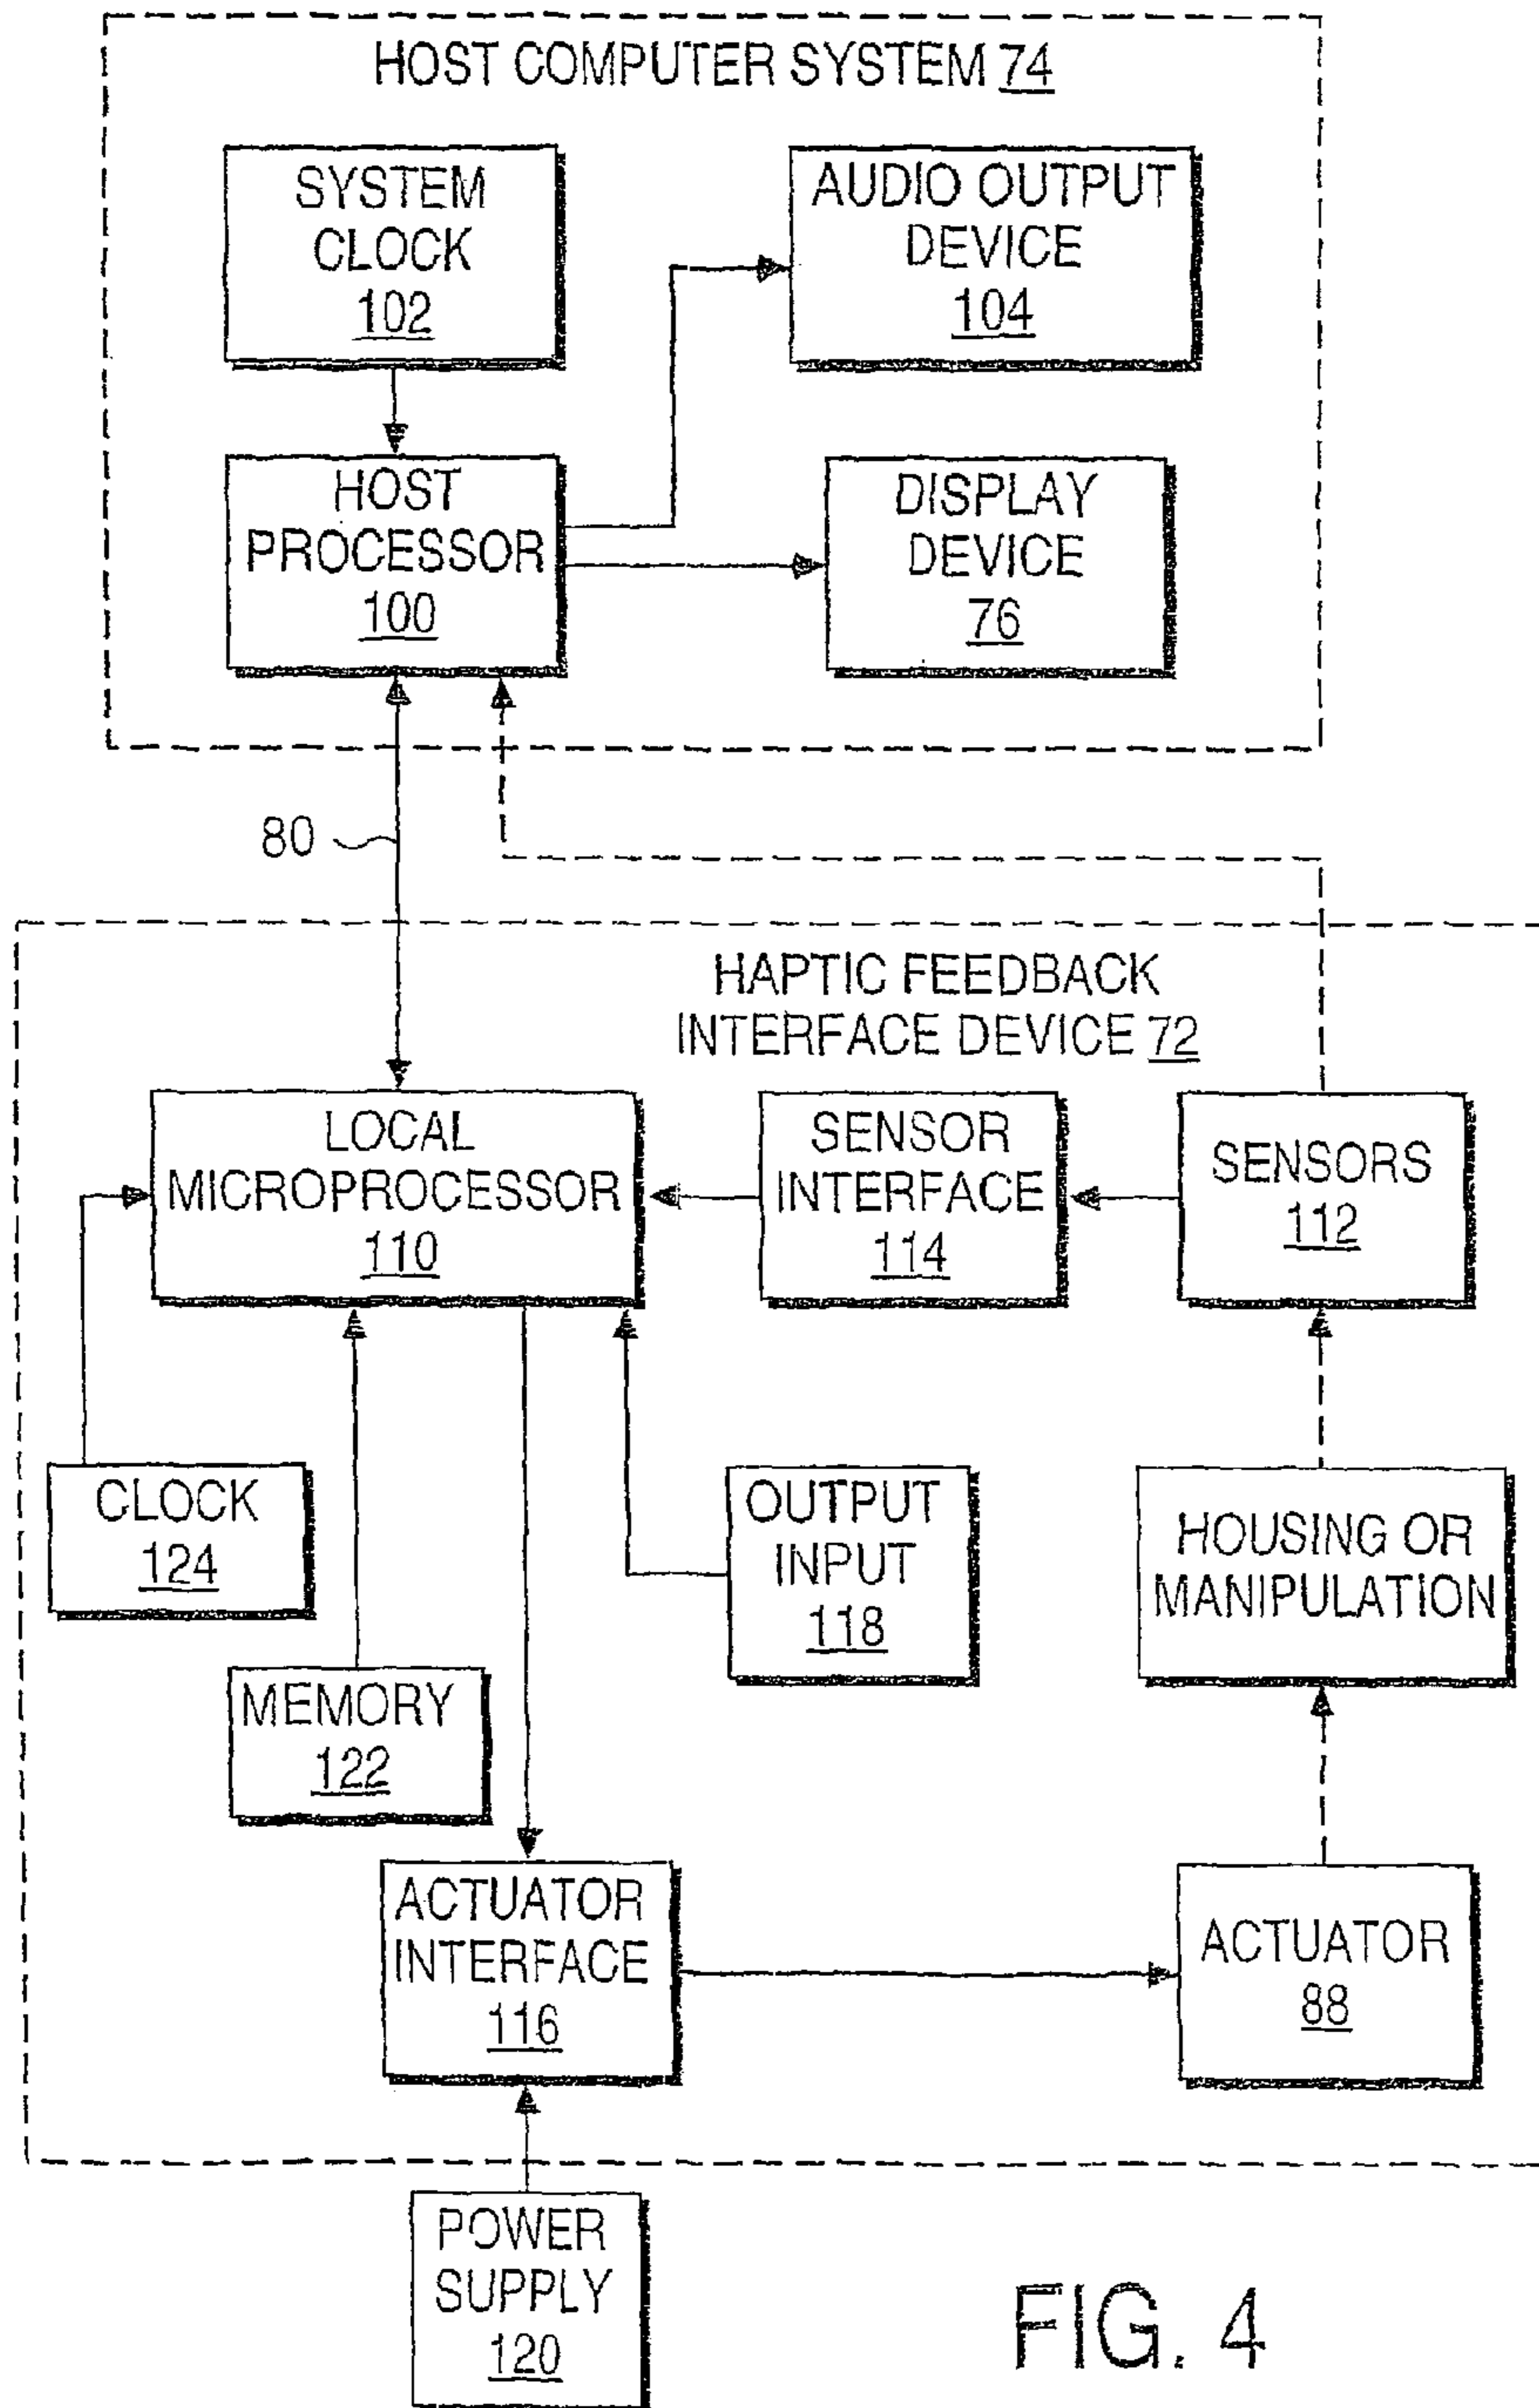 HOST COMPUTER SYSTEM 74
SYSTEM
CLOCK
102
AUDIO OUTPUT
DEVICE
104
HOST
PROCESSOR
100
DISPLAY
DEVICE
76
80
HAPTIC FEEDBACK
INTERFACE DEVICE 72
LOCAL
MICROPROCESSOR
110
SENSOR
INTERFACE
114
SENSORS
112
CLOCK
124
OUTPUT
INPUT
118
HOUSING OR
MANIPULATION
MEMORY
122
ACTUATOR
INTERFACE
116
ACTUATOR
88
POWER
SUPPLY
120
FIG. 4